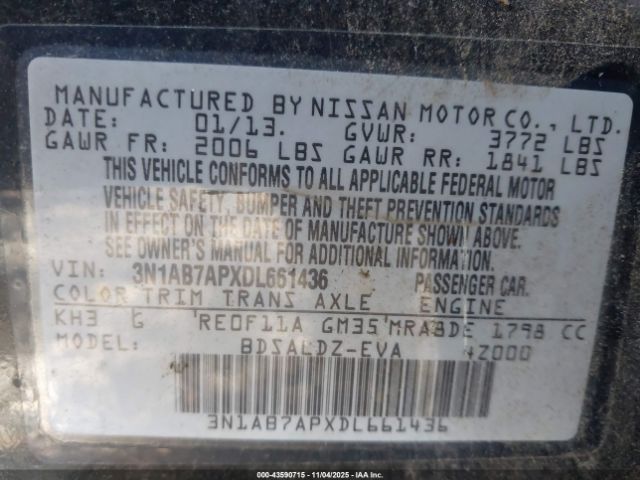 MANUFACTURED BY NISSAN MOTOR CO., LTD.
DATE: 01/13. GVWR: 3772 LBS
GAWR FR: 2006 LBS GAWR RR: 1841 LBS
THIS VEHICLE CONFORMS TO ALL APPLICABLE FEDERAL MOTOR
VEHICLE SAFETY, BUMPER AND THEFT PREVENTION STANDARDS
IN EFFECT ON THE DATE OF MANUFACTURE SHOWN ABOVE.
SEE OWNER'S MANUAL FOR ADDITIONAL INFORMATION.
VIN: 3N1AB7APXDL661436 PASSENGER CAR.
COLOR TRIM TRANS AXLE ENGINE
KH3 G RE0F11A GM35 MRA8DE 1798 CC
MODEL BDSALDZ-EVA
3N1AB7APXDL661436
000-43590715 - 11/04/2025 - IAAI.com